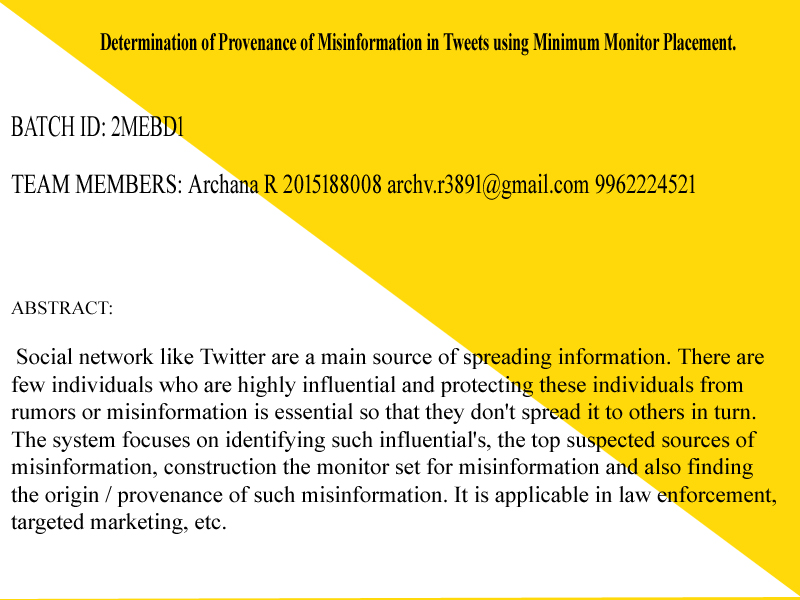 Determination of Provenance of Misinformation in Tweets using Minimum Monitor Placement.
BATCH ID: 2MEBD1
TEAM MEMBERS: Archana R 2015188008 archv.r3891@gmail.com 9962224521
ABSTRACT:
Social network like Twitter are a main source of spreading information. There are
few individuals who are highly influential and protecting these individuals from
rumors or misinformation is essential so that they don't spread it to others in turn.
The system focuses on identifying such influential's, the top suspected sources of
misinformation, construction the monitor set for misinformation and also finding
the origin / provenance of such misinformation. It is applicable in law enforcement,
targeted marketing, etc.